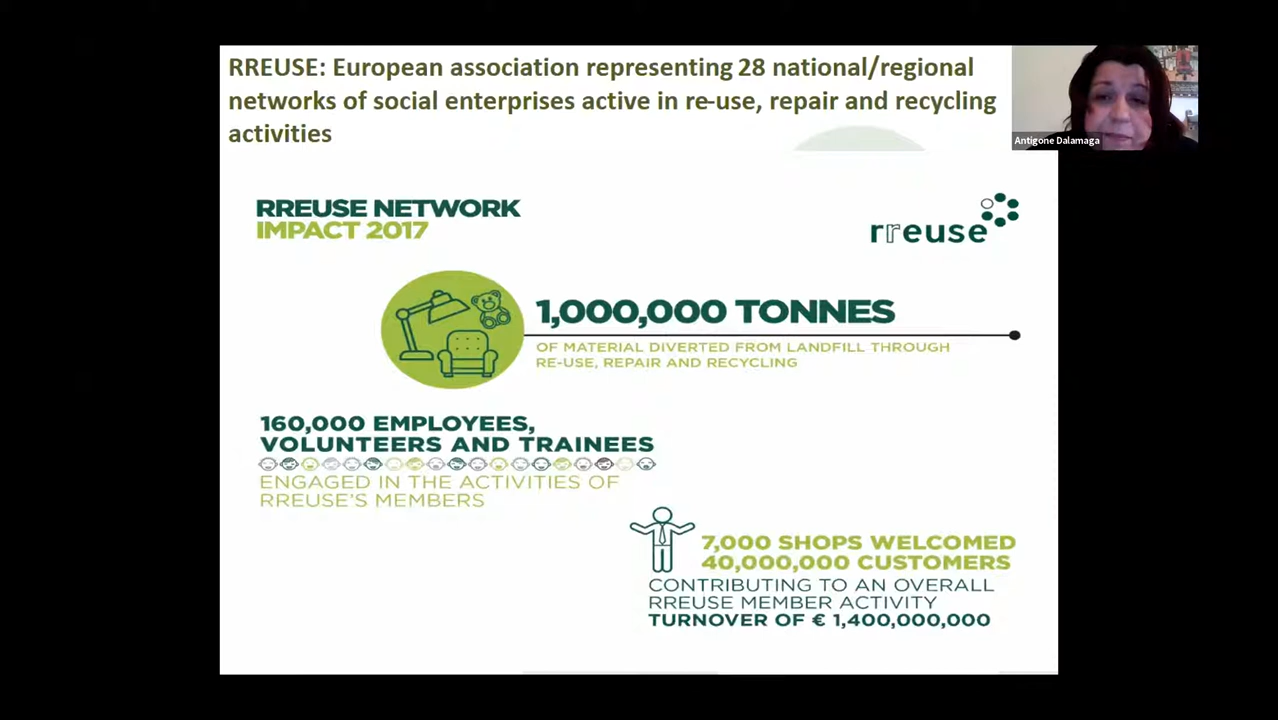 RREUSE: European association representing 28 national/regional
networks of social enterprises active in re-use, repair and recycling
activities
Antigone Dalamaga
RREUSE NETWORK
IMPACT 2017
rreuse
1,000,000 TONNES
OF MATERIAL DIVERTED FROM LANDFILL THROUGH
RE-USE, REPAIR AND RECYCLING
160,000 EMPLOYEES,
VOLUNTEERS AND TRAINEES
ENGAGED IN THE ACTIVITIES OF
RREUSE'S MEMBERS
7,000 SHOPS WELCOMED
40,000,000 CUSTOMERS
CONTRIBUTING TO AN OVERALL
RREUSE MEMBER ACTIVITY
TURNOVER OF € 1,400,000,000